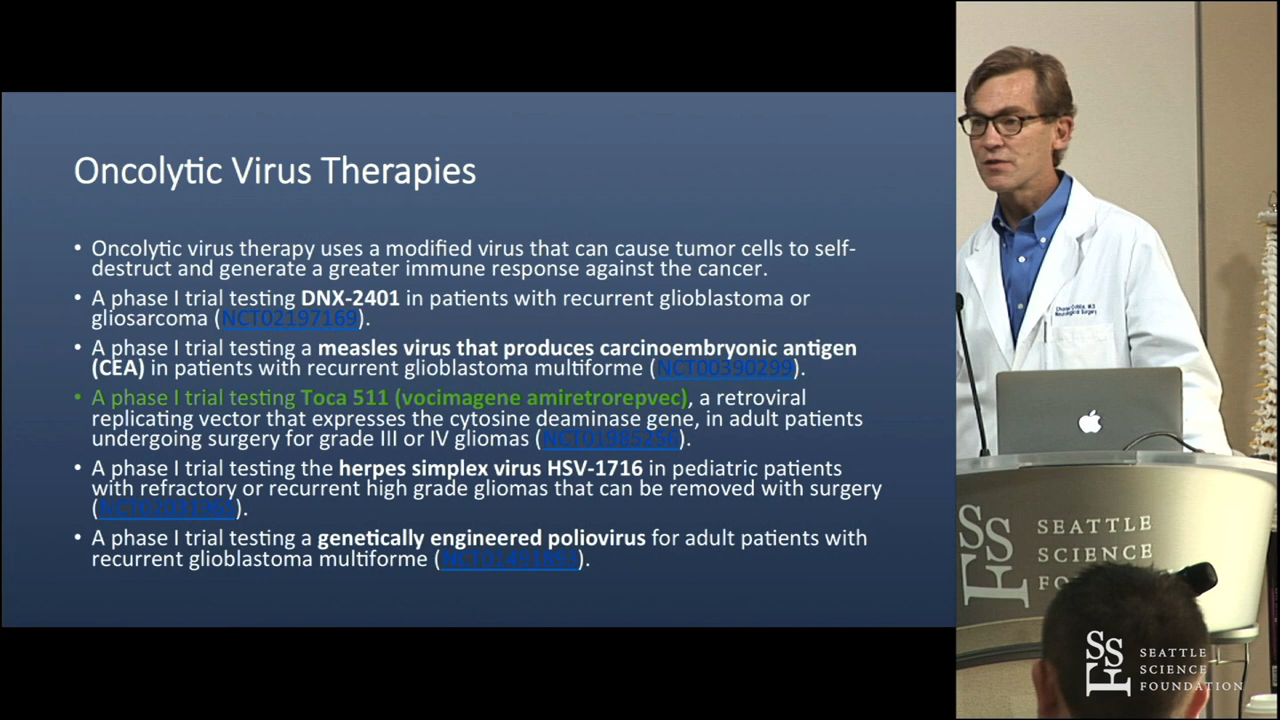 Oncolytic Virus Therapies
• Oncolytic virus therapy uses a modified virus that can cause tumor cells to self-
destruct and generate a greater immune response against the cancer.
• A phase I trial testing DNX-2401 in patients with recurrent glioblastoma or
gliosarcoma (NCT02197169).
• A phase I trial testing a measles virus that produces carcinoembryonic antigen
(CEA) in patients with recurrent glioblastoma multiforme (NCT00390299).
• A phase I trial testing Toca 511 (vocimagene amiretrorepvec), a retroviral
replicating vector that expresses the cytosine deaminase gene, in adult patients
undergoing surgery for grade III or IV gliomas (NCT01985256).
• A phase I trial testing the herpes simplex virus HSV-1716 in pediatric patients
with refractory or recurrent high grade gliomas that can be removed with surgery
(NCT02031965).
• A phase I trial testing a genetically engineered poliovirus for adult patients with
recurrent glioblastoma multiforme (NCT01491893).
Neurological Surgery
SSF SEATTLE
SCIENCE
SSF SEATTLE
SCIENCE
FOUNDATION